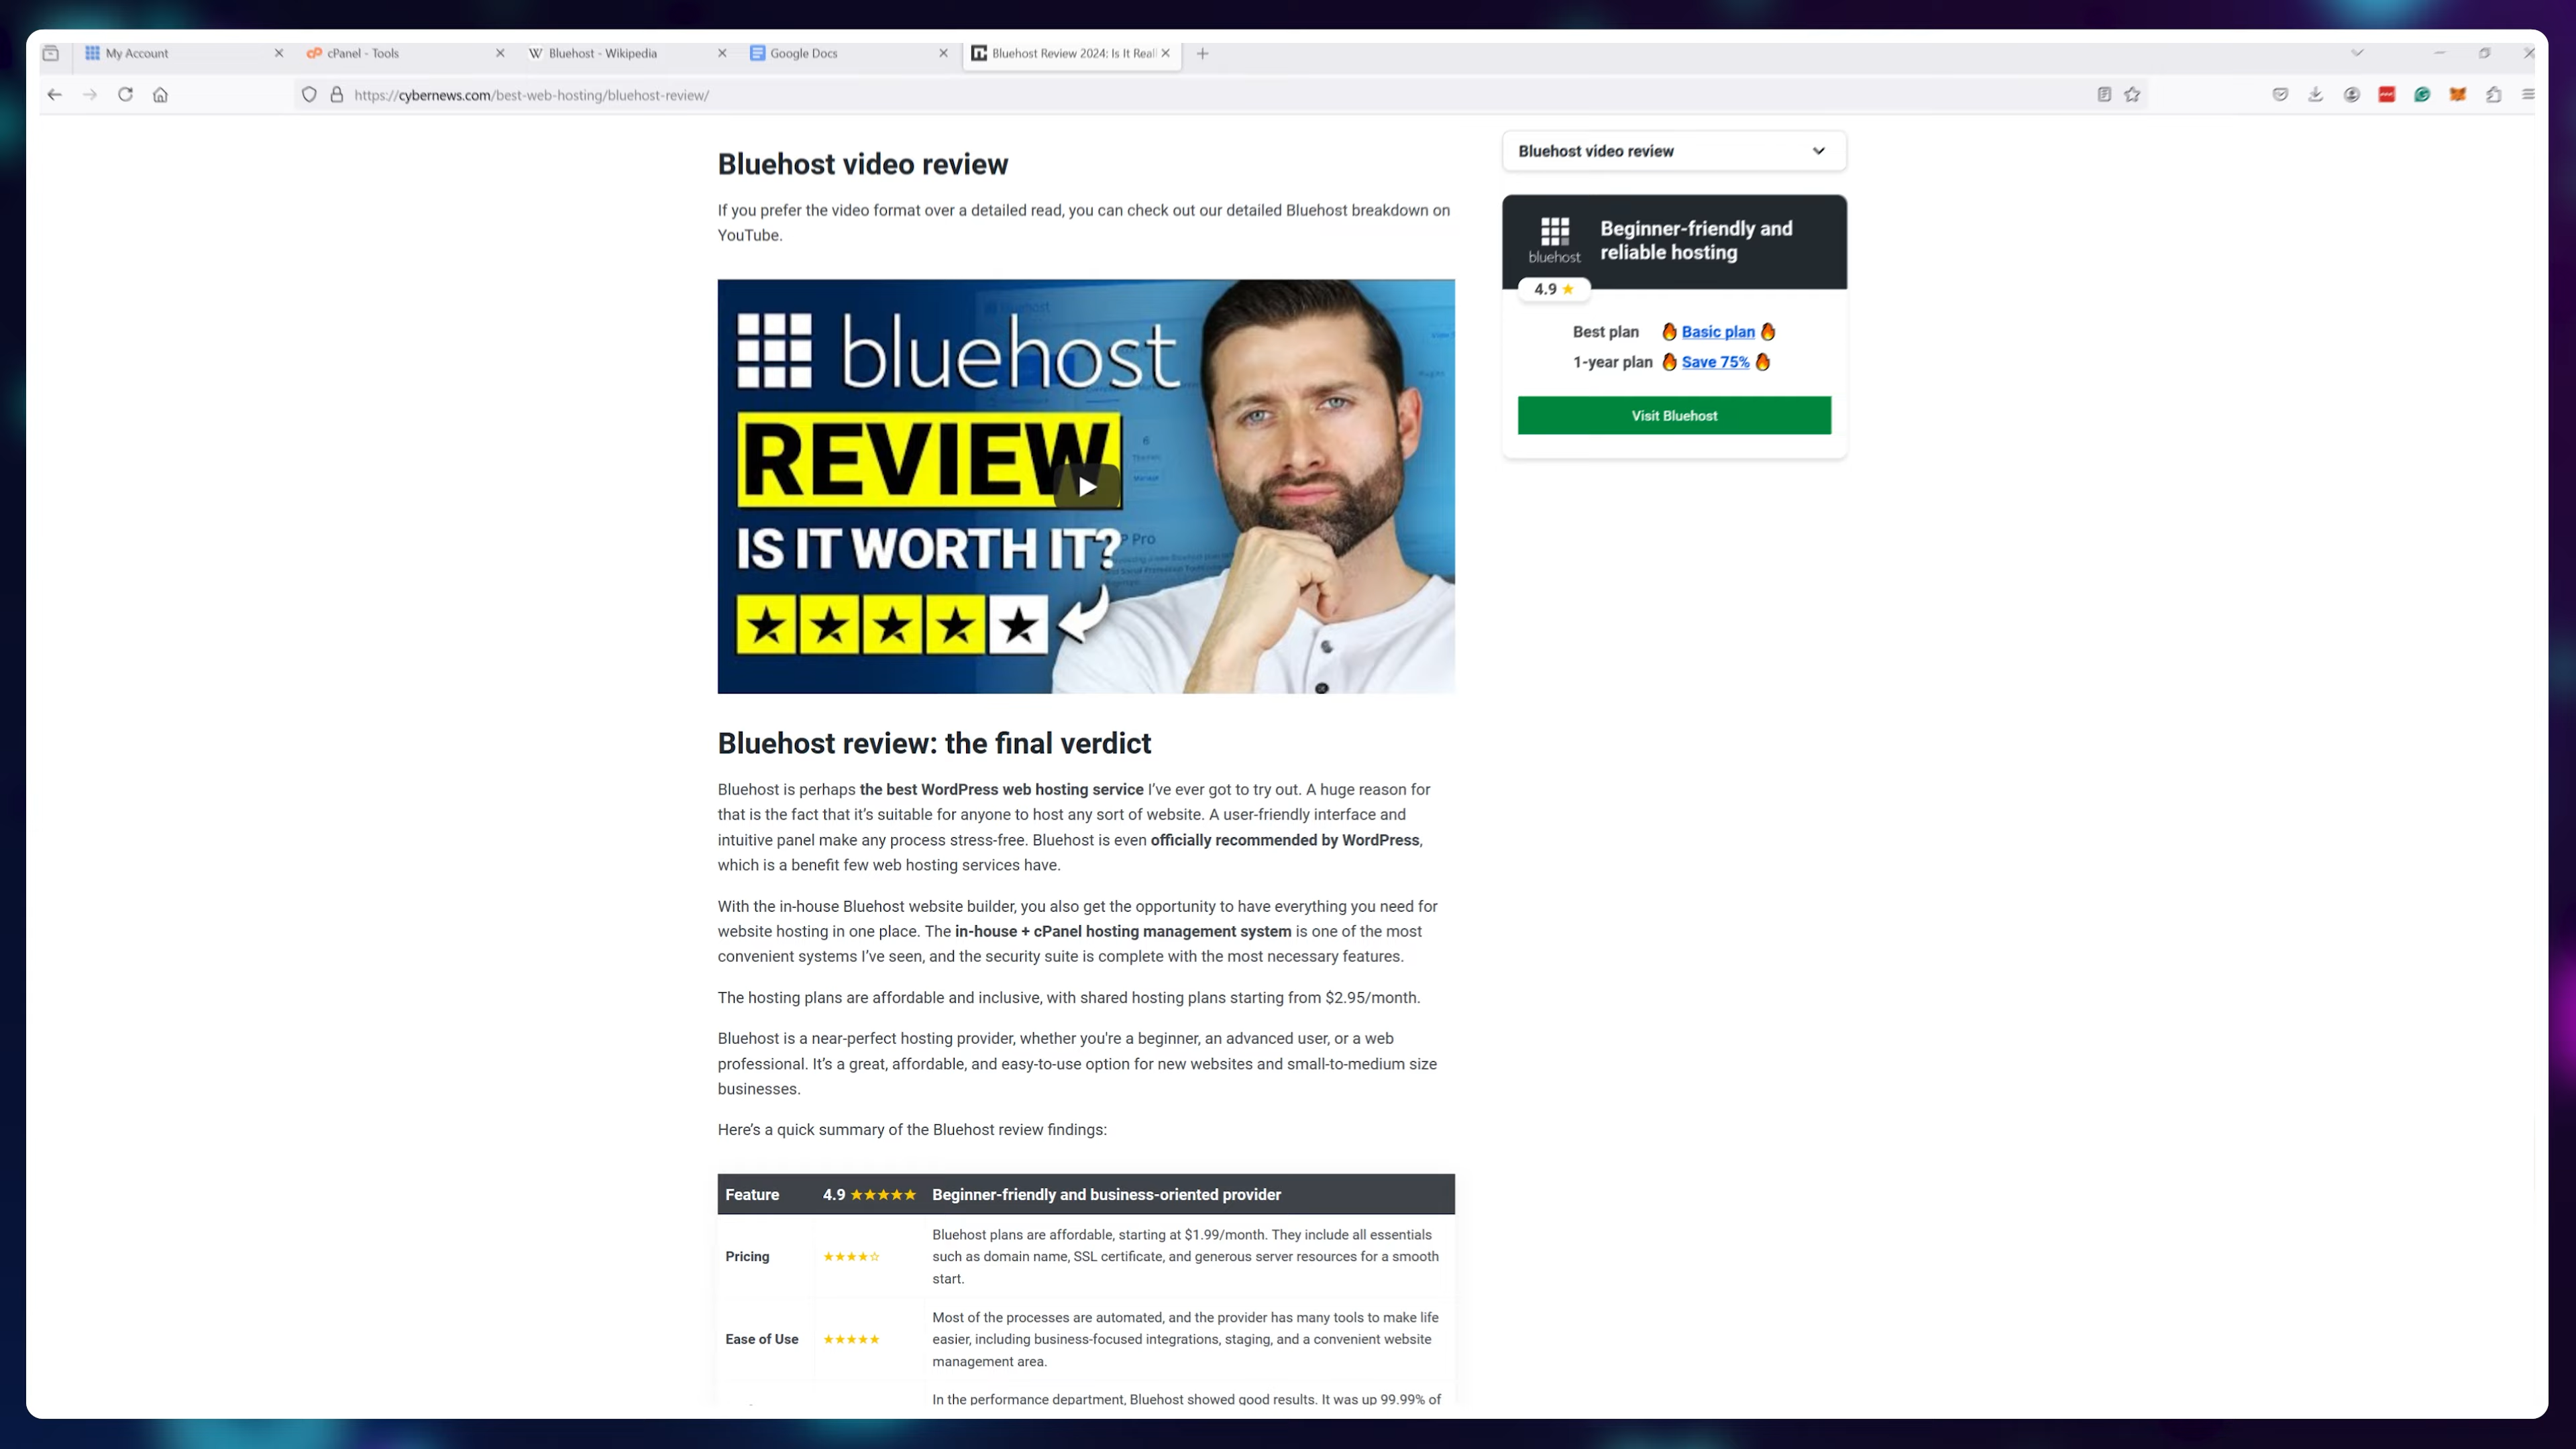 My Account
cPanel - Tools
Bluehost - Wikipedia
Google Docs
Bluehost Review 2024: Is It Real
https://cybernews.com/best-web-hosting/bluehost-review/
Bluehost video review
If you prefer the video format over a detailed read, you can check out our detailed Bluehost breakdown on
YouTube.
bluehost
REVIEW
IS IT WORTH IT?
P Pro
Bluehost review: the final verdict
Bluehost is perhaps the best WordPress web hosting service I've ever got to try out. A huge reason for
that is the fact that it's suitable for anyone to host any sort of website. A user-friendly interface and
intuitive panel make any process stress-free. Bluehost is even officially recommended by WordPress,
which is a benefit few web hosting services have.
With the in-house Bluehost website builder, you also get the opportunity to have everything you need for
website hosting in one place. The in-house + cPanel hosting management system is one of the most
convenient systems I've seen, and the security suite is complete with the most necessary features.
The hosting plans are affordable and inclusive, with shared hosting plans starting from $2.95/month.
Bluehost is a near-perfect hosting provider, whether you're a beginner, an advanced user, or a web
professional. It's a great, affordable, and easy-to-use option for new websites and small-to-medium size
businesses.
Here's a quick summary of the Bluehost review findings:
Feature 4.9 ★★★★★ Beginner-friendly and business-oriented provider
Pricing ★★★★☆ Bluehost plans are affordable, starting at $1.99/month. They include all essentials
such as domain name, SSL certificate, and generous server resources for a smooth
start.
Ease of Use ★★★★★ Most of the processes are automated, and the provider has many tools to make life
easier, including business-focused integrations, staging, and a convenient website
management area.
In the performance department, Bluehost showed good results. It was up 99.99% of
Bluehost video review
bluehost
Beginner-friendly and
reliable hosting
4.9 ★
Best plan Basic plan
1-year plan Save 75%
Visit Bluehost